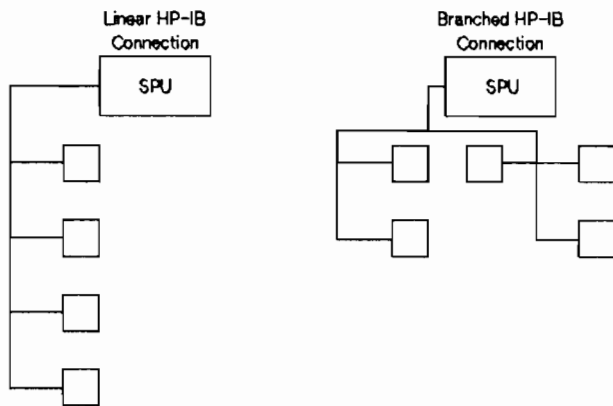 Linear HP-IB
Connection
SPU
Branched HP-IB
Connection
SPU